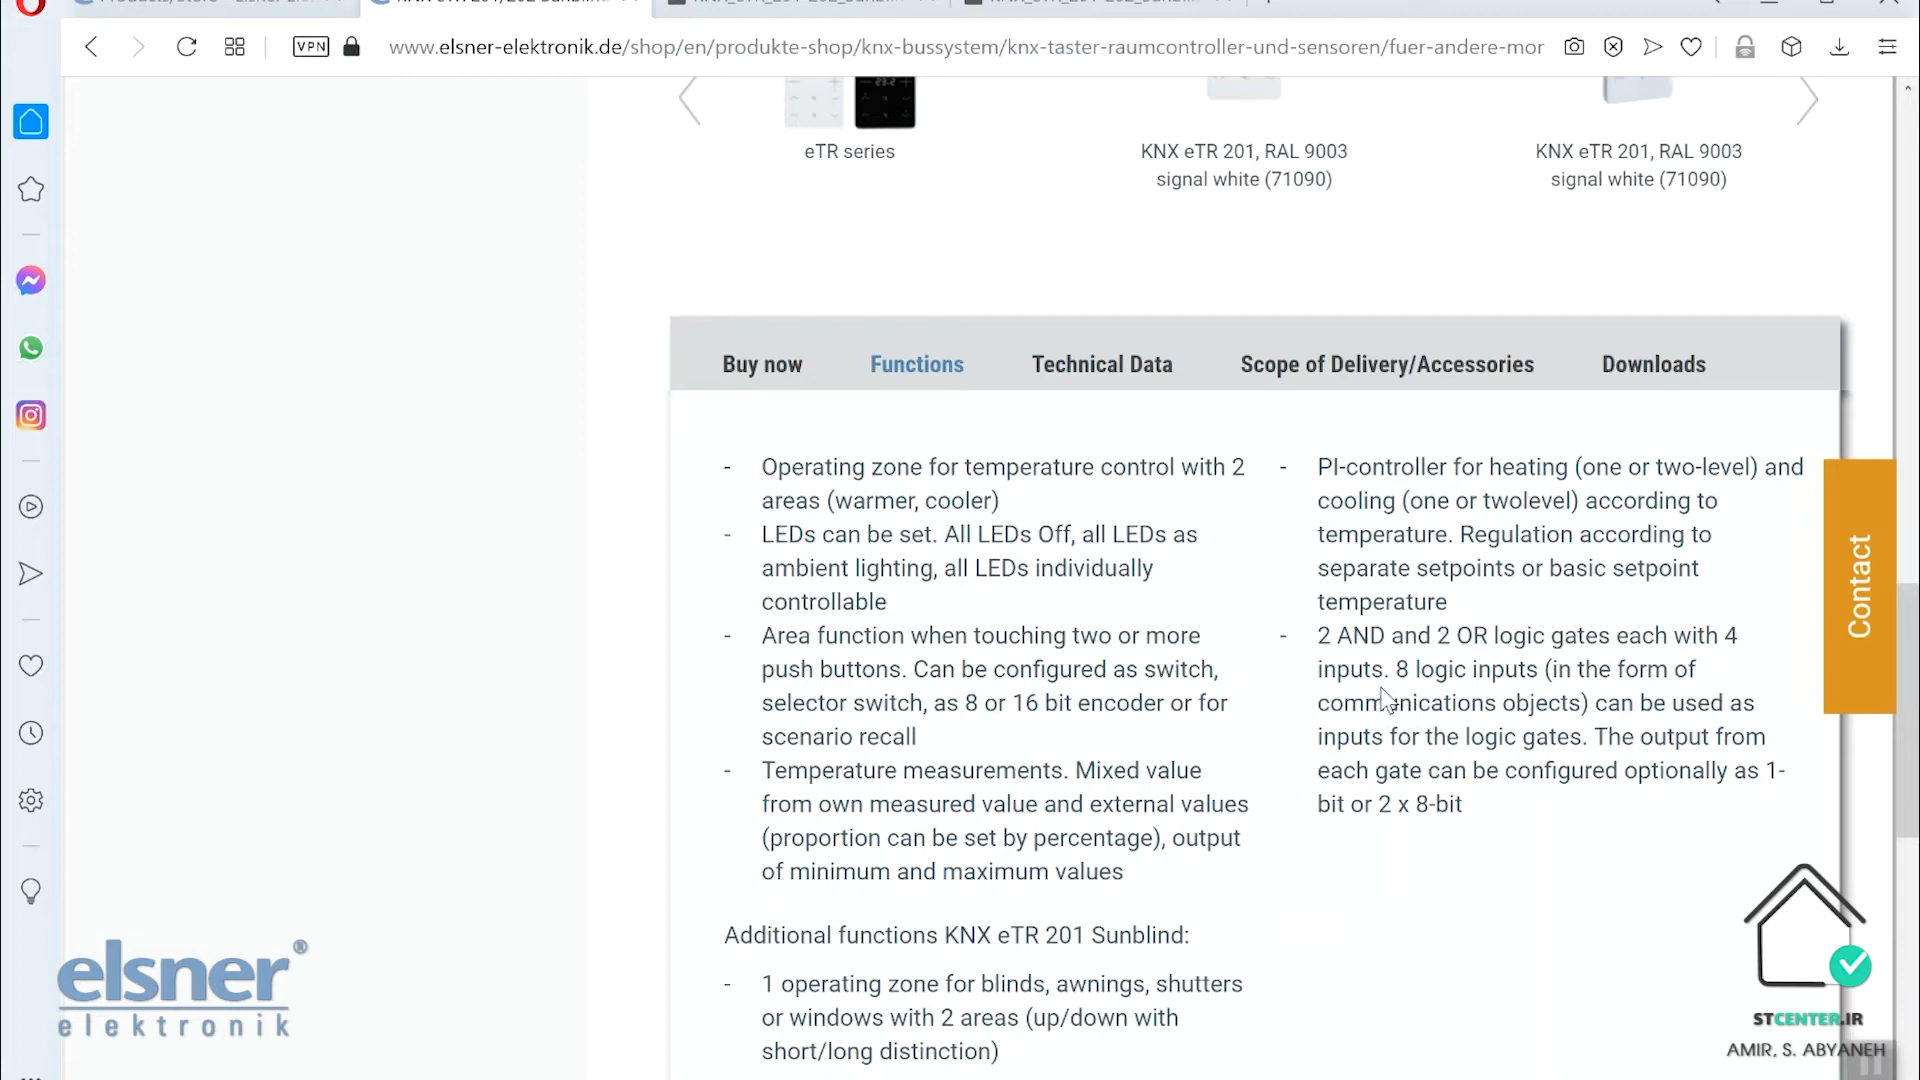 VPN
www.elsner-elektronik.de/shop/en/produkte-shop/knx-bussystem/knx-taster-raumcontroller-und-sensoren/fuer-andere-mor
eTR series
KNX eTR 201, RAL 9003
signal white (71090)
KNX eTR 201, RAL 9003
signal white (71090)
Buy now
Functions
Technical Data
Scope of Delivery/Accessories
Downloads
- Operating zone for temperature control with 2
areas (warmer, cooler)
- LEDs can be set. All LEDs Off, all LEDs as
ambient lighting, all LEDs individually
controllable
- Area function when touching two or more
push buttons. Can be configured as switch,
selector switch, as 8 or 16 bit encoder or for
scenario recall
- Temperature measurements. Mixed value
from own measured value and external values
(proportion can be set by percentage), output
of minimum and maximum values
- PI-controller for heating (one or two-level) and
cooling (one or twolevel) according to
temperature. Regulation according to
separate setpoints or basic setpoint
temperature
- 2 AND and 2 OR logic gates each with 4
inputs. 8 logic inputs (in the form of
communications objects) can be used as
inputs for the logic gates. The output from
each gate can be configured optionally as 1-
bit or 2 x 8-bit
Additional functions KNX eTR 201 Sunblind:
- 1 operating zone for blinds, awnings, shutters
or windows with 2 areas (up/down with
short/long distinction)
Contact
elsner®
elektronik
STCENTER.IR
AMIR, S. ABYANEH